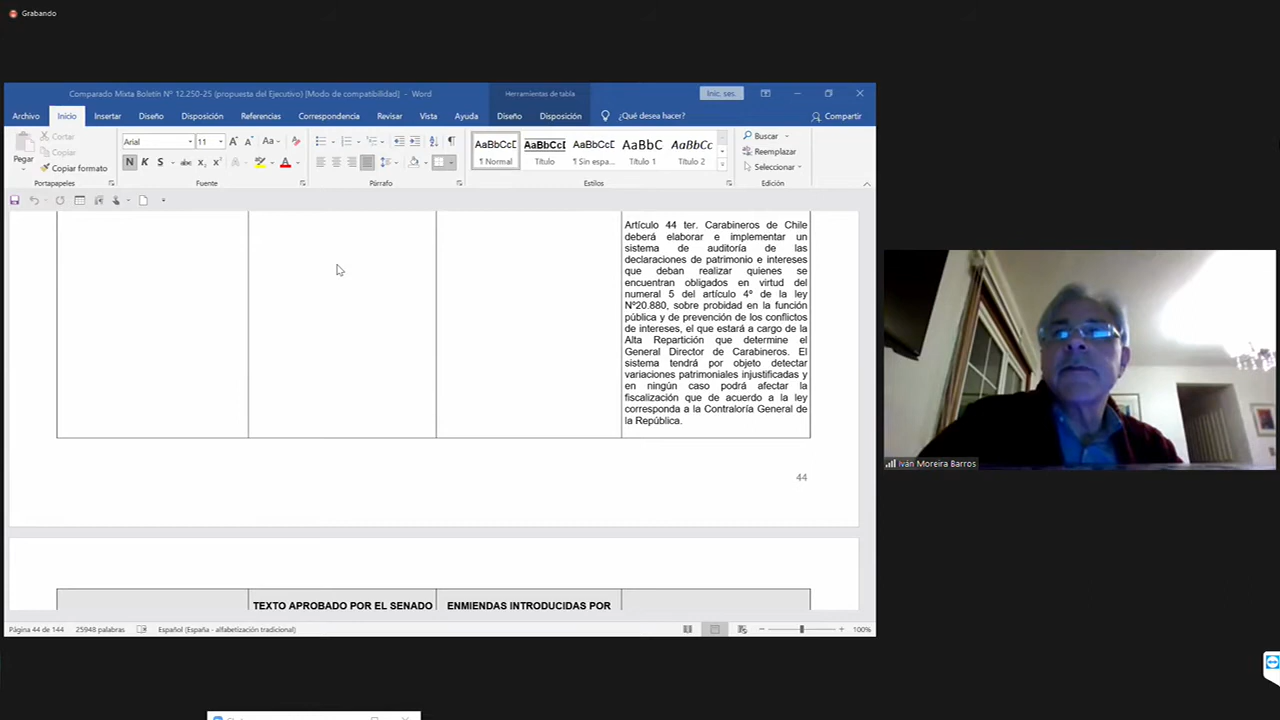 Grabando
Comparado Mixta Boletín Nº 12.250-25 (propuesta del Ejecutivo) [Modo de compatibilidad] - Word
Herramientas de tabla
Inic. ses.
Archivo Inicio Insertar Diseño Disposición Referencias Correspondencia Revisar Vista Ayuda Diseño Disposición ¿Qué desea hacer? Compartir
Pegar
Cortar
Copiar
Copiar formato
Portapapeles
Arial 11
Aa
N K S abc x₂ x² A
Fuente
Párrafo
AaBbCcD AaBbCcI AaBbCcD AaBbC AaBbCc
¶ Normal Título ¶ Sin espa... Título 1 Título 2
Estilos
Buscar
Reemplazar
Seleccionar
Edición
Artículo 44 ter. Carabineros de Chile
deberá elaborar e implementar un
sistema de auditoría de las
declaraciones de patrimonio e intereses
que deban realizar quienes se
encuentran obligados en virtud del
numeral 5 del artículo 4º de la ley
Nº20.880, sobre probidad en la función
pública y de prevención de los conflictos
de intereses, el que estará a cargo de la
Alta Repartición que determine el
General Director de Carabineros. El
sistema tendrá por objeto detectar
variaciones patrimoniales injustificadas y
en ningún caso podrá afectar la
fiscalización que de acuerdo a la ley
corresponda a la Contraloría General de
la República.
44
TEXTO APROBADO POR EL SENADO
ENMIENDAS INTRODUCIDAS POR
Página 44 de 144 25948 palabras Español (España - alfabetización tradicional) 100%
Iván Moreira Barros